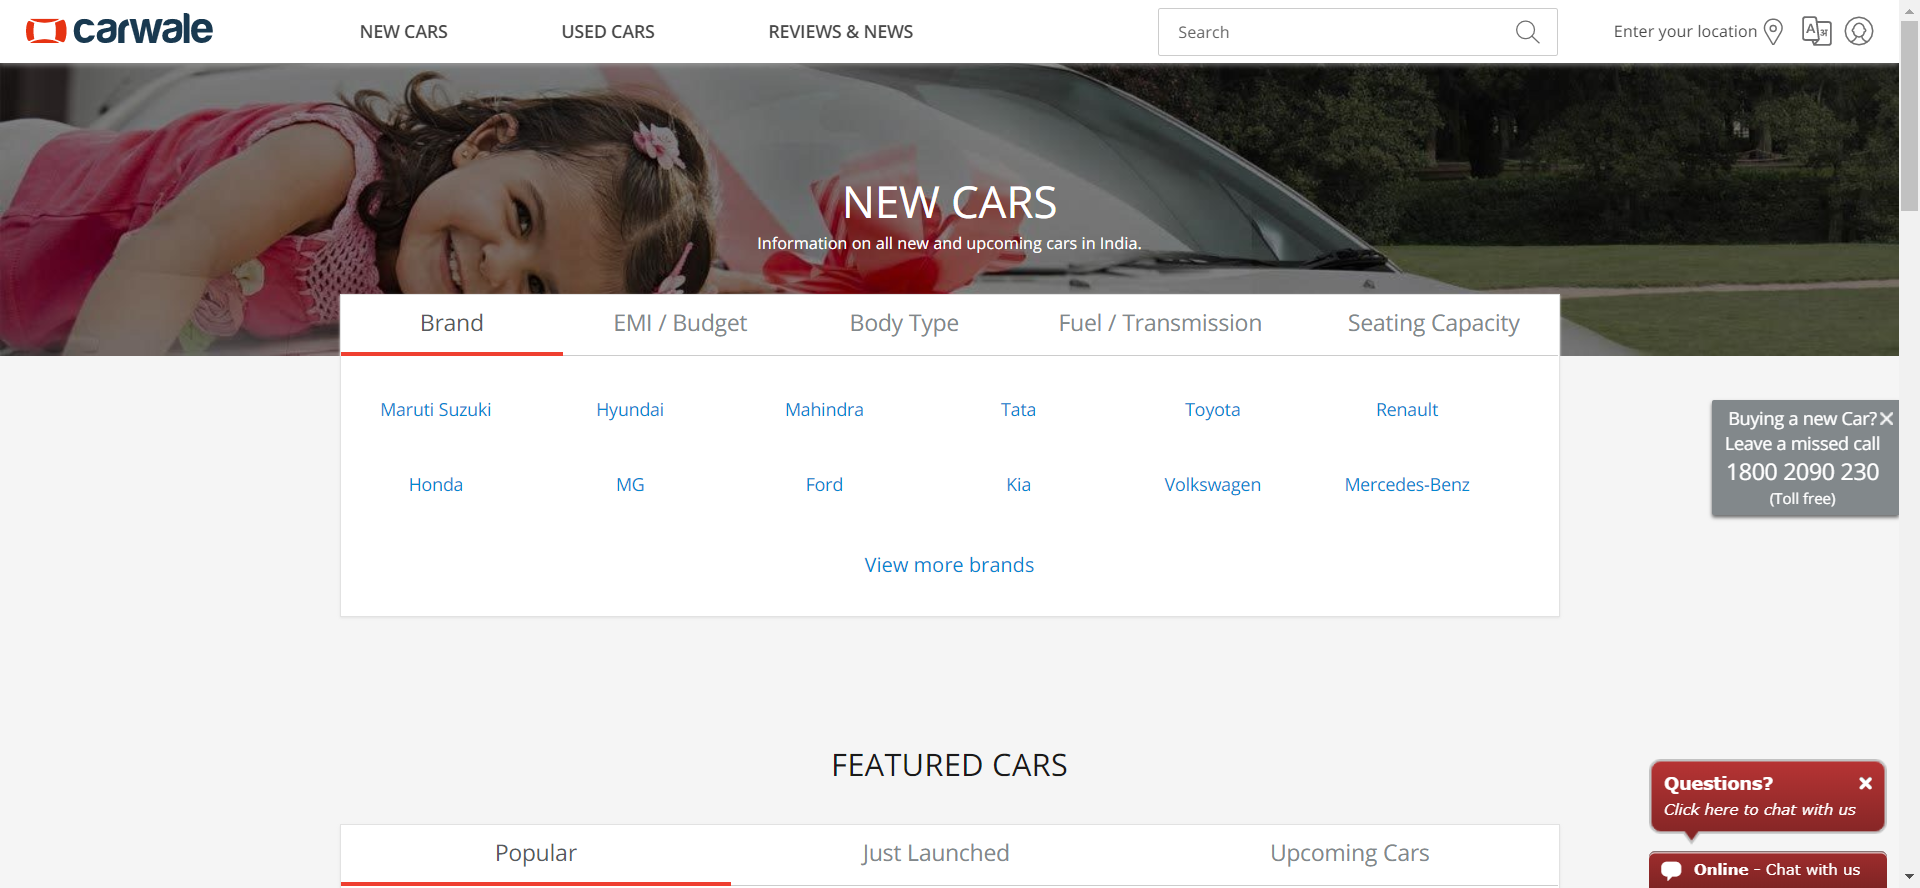 carwale
NEW CARS
USED CARS
REVIEWS & NEWS
Search
Enter your location
A अ
NEW CARS
Information on all new and upcoming cars in India.
Brand
EMI / Budget
Body Type
Fuel / Transmission
Seating Capacity
Maruti Suzuki
Hyundai
Mahindra
Tata
Toyota
Renault
Honda
MG
Ford
Kia
Volkswagen
Mercedes-Benz
View more brands
Buying a new Car?
Leave a missed call
1800 2090 230
(Toll free)
FEATURED CARS
Popular
Just Launched
Upcoming Cars
Questions?
Click here to chat with us
Online - Chat with us